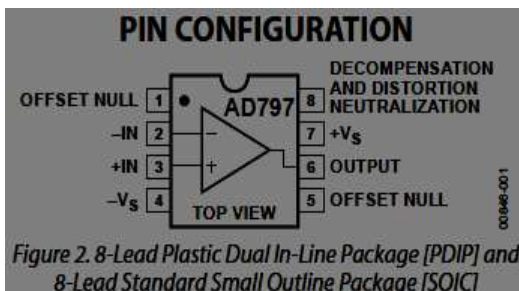 PIN CONFIGURATION
OFFSET NULL 1
–IN 2
+IN 3
–VS 4
AD797
– 
+
TOP VIEW
8 DECOMPENSATION
AND DISTORTION
NEUTRALIZATION
7 +VS
6 OUTPUT
5 OFFSET NULL
00846-001
Figure 2. 8-Lead Plastic Dual In-Line Package [PDIP] and
8-Lead Standard Small Outline Package [SOIC]